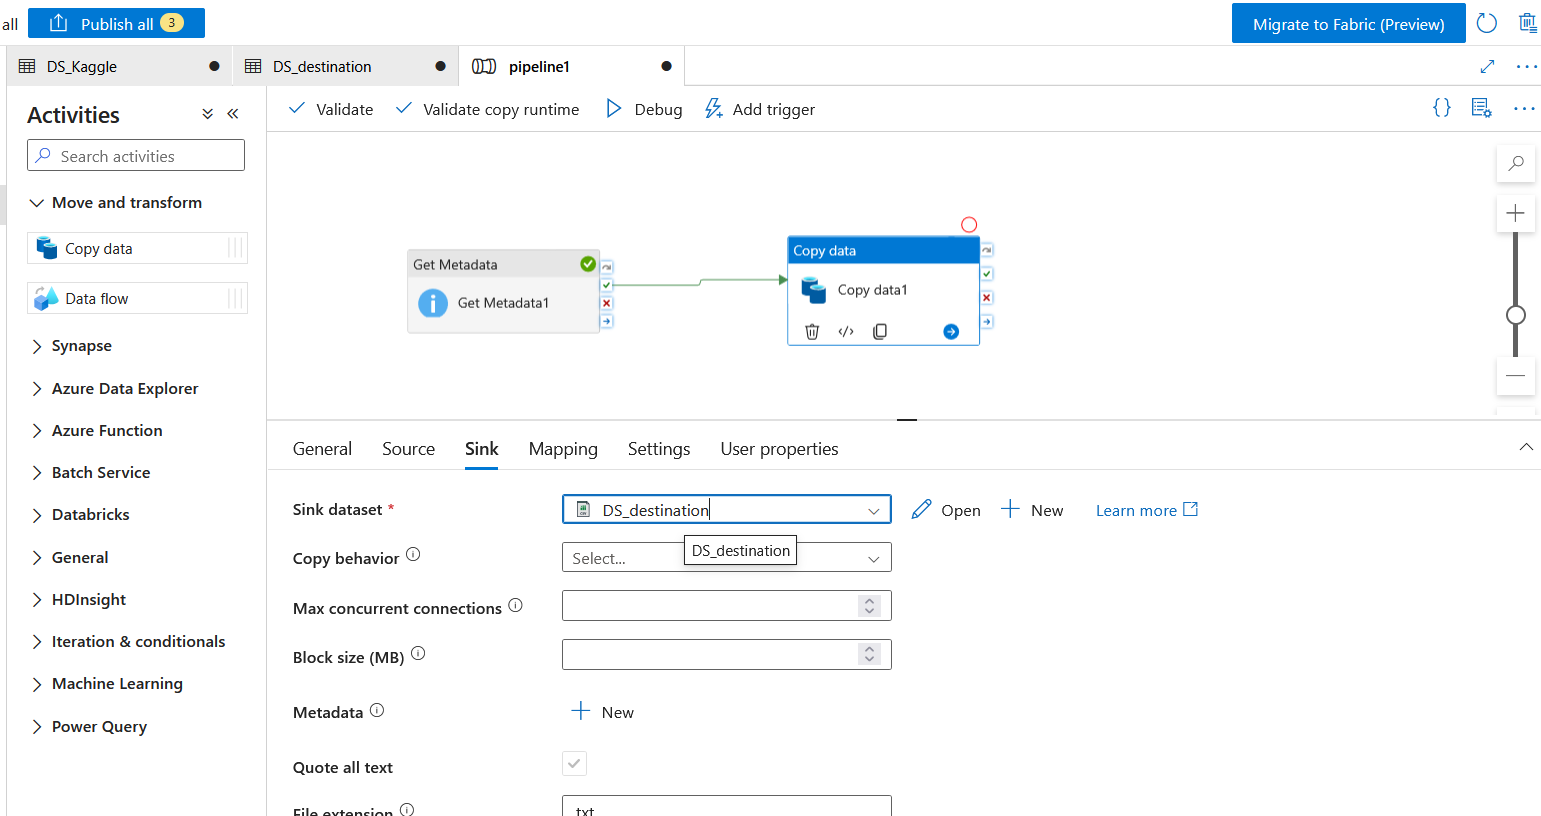 all
Publish all 3
Migrate to Fabric (Preview)
DS_Kaggle
DS_destination
pipeline1
Activities
Validate
Validate copy runtime
Debug
Add trigger
{}
Search activities
Move and transform
Copy data
Data flow
Synapse
Azure Data Explorer
Azure Function
Batch Service
Databricks
General
HDInsight
Iteration & conditionals
Machine Learning
Power Query
Get Metadata
Get Metadata1
Copy data
Copy data1
General
Source
Sink
Mapping
Settings
User properties
Sink dataset *
DS_destination
Open
New
Learn more
Copy behavior
Select...
DS_destination
Max concurrent connections
Block size (MB)
Metadata
New
Quote all text
File extension
.txt